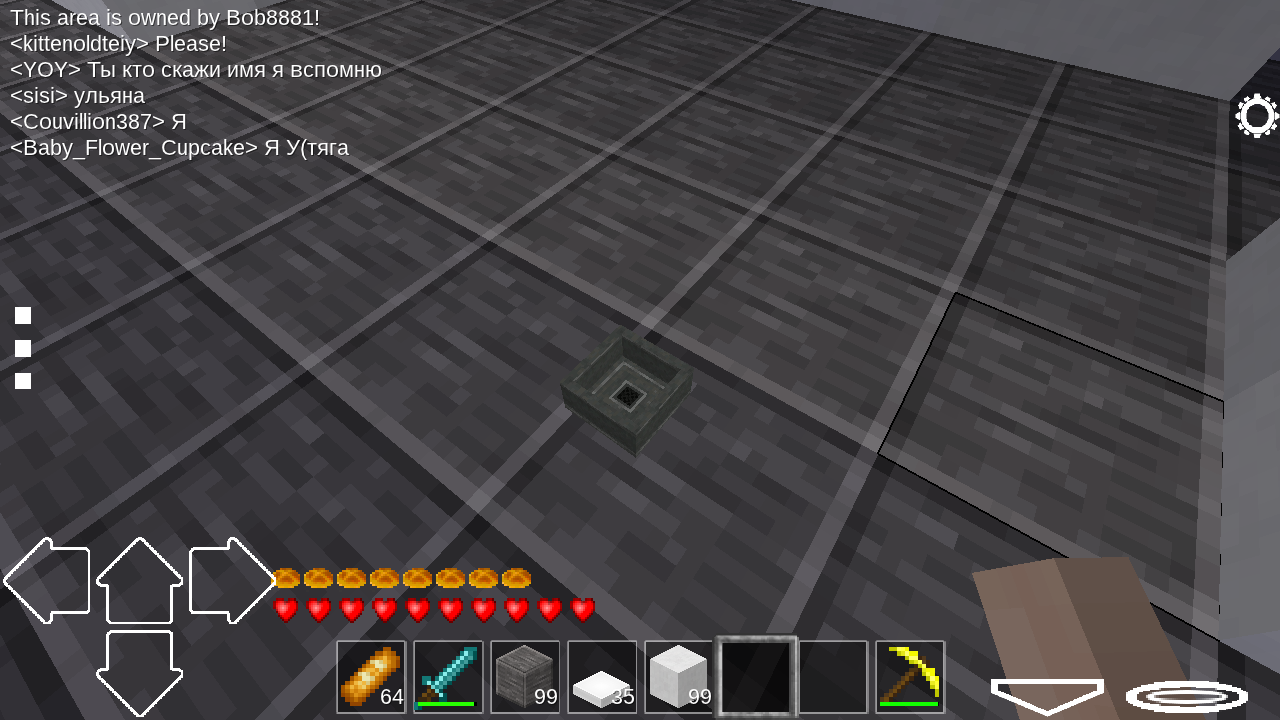 This area is owned by Bob8881!
<kittenoldteiy> Please!
<YOY> Ты кто скажи имя я вспомню
<sisi> ульяна
<Couvillion387> Я
<Baby_Flower_Cupcake> Я У(тяга
64
99
35
99